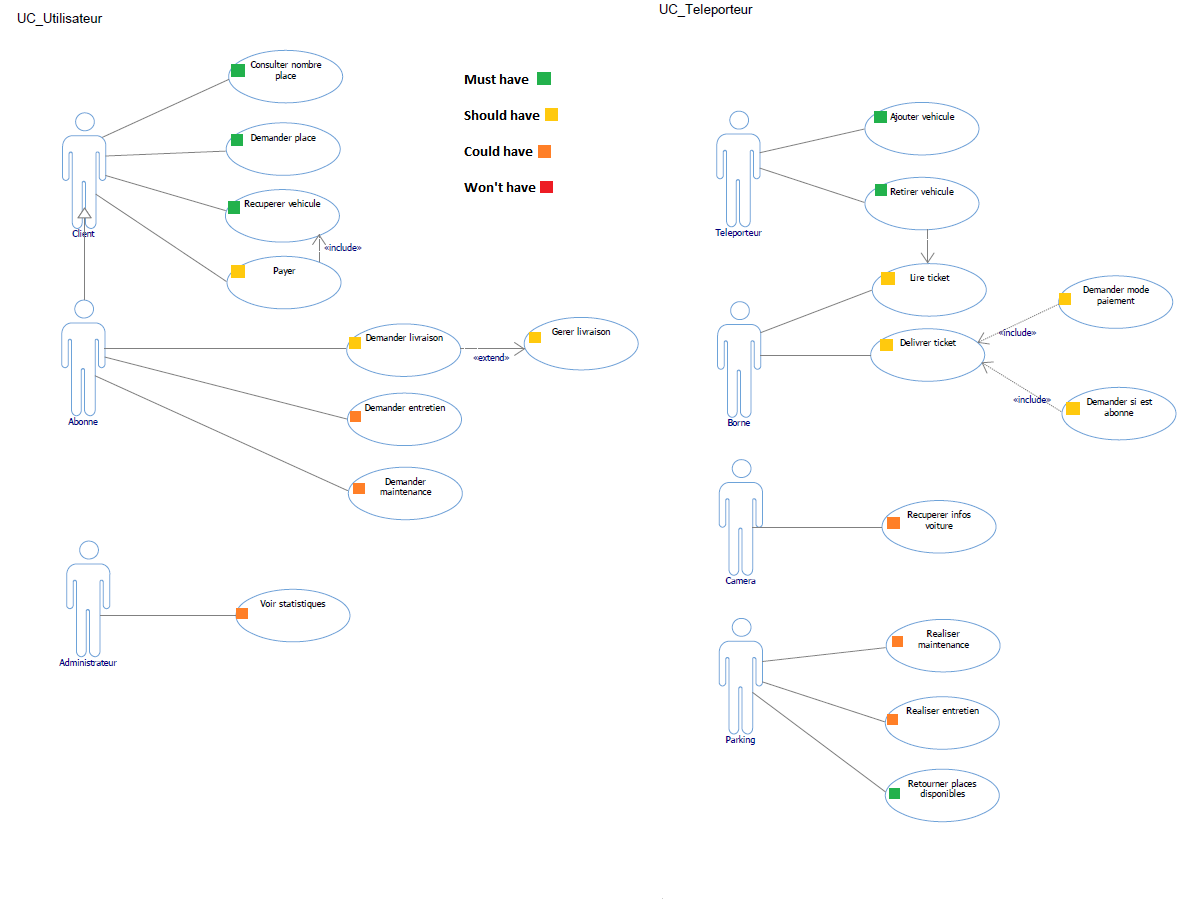 UC_Utilisateur
Consulter nombre
place
Demander place
Recuperer vehicule
«include»
Payer
Client
Demander livraison
«extend»
Gerer livraison
Demander entretien
Demander
maintenance
Abonne
Voir statistiques
Administrateur
Must have
Should have
Could have
Won't have
UC_Teleporteur
Ajouter vehicule
Retirer vehicule
Teleporteur
Lire ticket
Delivrer ticket
Demander mode
paiement
«include»
Demander si est
abonne
«include»
Borne
Recuperer infos
voiture
Camera
Realiser
maintenance
Realiser entretien
Retourner places
disponibles
Parking